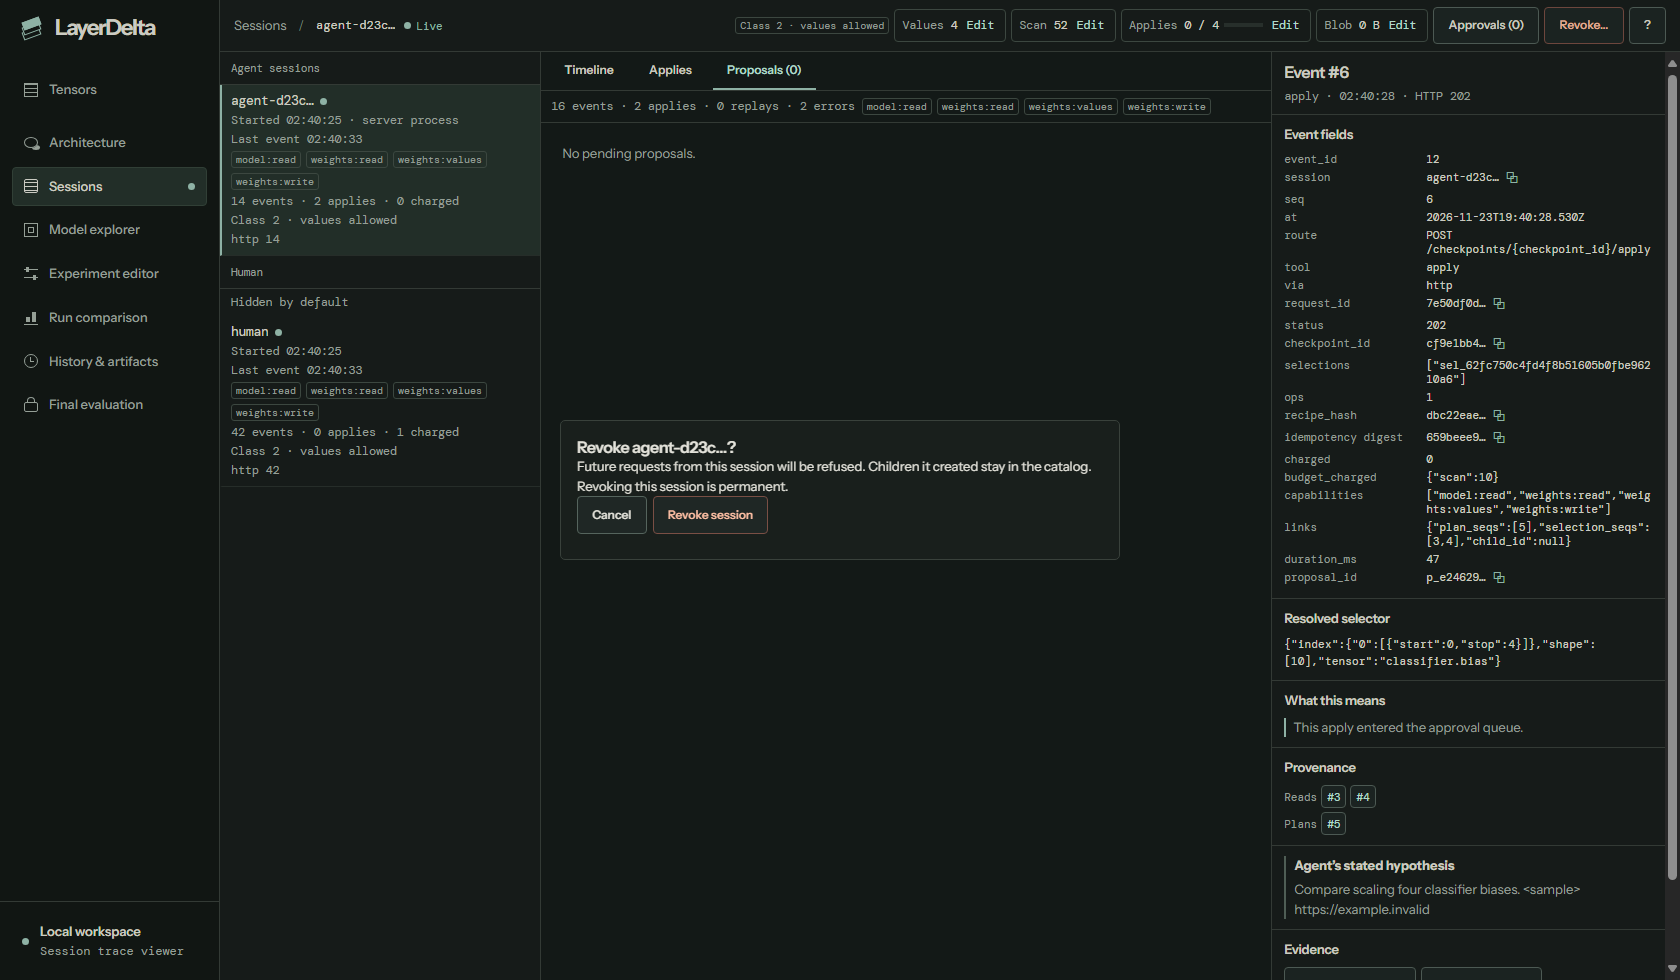 LayerDelta
Tensors
Architecture
Sessions
Model explorer
Experiment editor
Run comparison
History & artifacts
Final evaluation
Local workspace
Session trace viewer
Sessions / agent-d23c… Live
Class 2 · values allowed
Values 4 Edit
Scan 52 Edit
Applies 0 / 4 Edit
Blob 0 B Edit
Approvals (0)
Revoke…
?
Agent sessions
agent-d23c…
Started 02:40:25 · server process
Last event 02:40:33
model:read weights:read weights:values
weights:write
14 events · 2 applies · 0 charged
Class 2 · values allowed
http 14
Human
Hidden by default
human
Started 02:40:25
Last event 02:40:33
model:read weights:read weights:values
weights:write
42 events · 0 applies · 1 charged
Class 2 · values allowed
http 42
Timeline Applies Proposals (0)
16 events · 2 applies · 0 replays · 2 errors model:read weights:read weights:values weights:write
No pending proposals.
Revoke agent-d23c…?
Future requests from this session will be refused. Children it created stay in the catalog.
Revoking this session is permanent.
Cancel Revoke session
Event #6
apply · 02:40:28 · HTTP 202
Event fields
event_id 12
session agent-d23c…
seq 6
at 2026-11-23T19:40:28.530Z
route POST
/checkpoints/{checkpoint_id}/apply
tool apply
via http
request_id 7e50df0d…
status 202
checkpoint_id cf9e1bb4…
selections ["sel_62fc750c4fd4f8b51605b0fbe962
10a6"]
ops 1
recipe_hash dbc22eae…
idempotency digest 659beee9…
charged 0
budget_charged {"scan":10}
capabilities ["model:read","weights:read","weig
hts:values","weights:write"]
links {"plan_seqs":[5],"selection_seqs":
[3,4],"child_id":null}
duration_ms 47
proposal_id p_e24629…
Resolved selector
{"index":{"0":[{"start":0,"stop":4}]},"shape":
[10],"tensor":"classifier.bias"}
What this means
This apply entered the approval queue.
Provenance
Reads #3 #4
Plans #5
Agent's stated hypothesis
Compare scaling four classifier biases. <sample>
https://example.invalid
Evidence